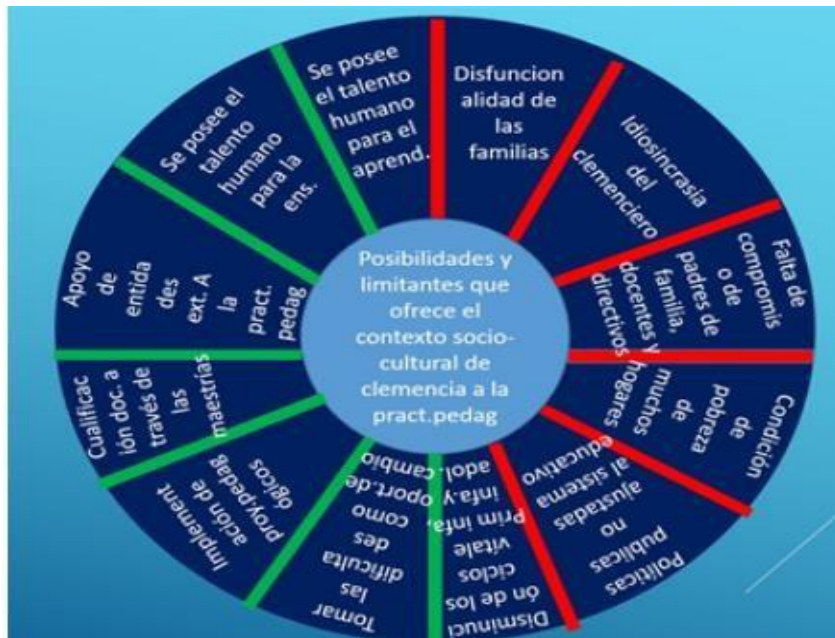 Posibilidades y
limitantes que
ofrece el
contexto socio-
cultural de
clemencia a la
pract.pedag
Disfuncion
alidad de
las
familias
Idiosincrasia
del
clemenciero
Falta de
compromis
o de
padres de
familia,
docentes y
directivos
Condición
de
pobreza
de
muchos
hogares
Políticas
publicas
no
ajustadas
al sistema
educativo
Disminuci
ón de los
ciclos
vitale
Prim infa,
infa.y
adol.
Tomar
las
dificulta
des
como
oport.de
cambio
Implement
ación de
proy.pedag
ógicos
Cualificac
ión doc. a
través de
las
maestrías
Apoyo
de
entida
des
ext. A
la
pract.
pedag
Se posee el
talento
humano
para la
ens.
Se posee
el talento
humano
para el
aprend.